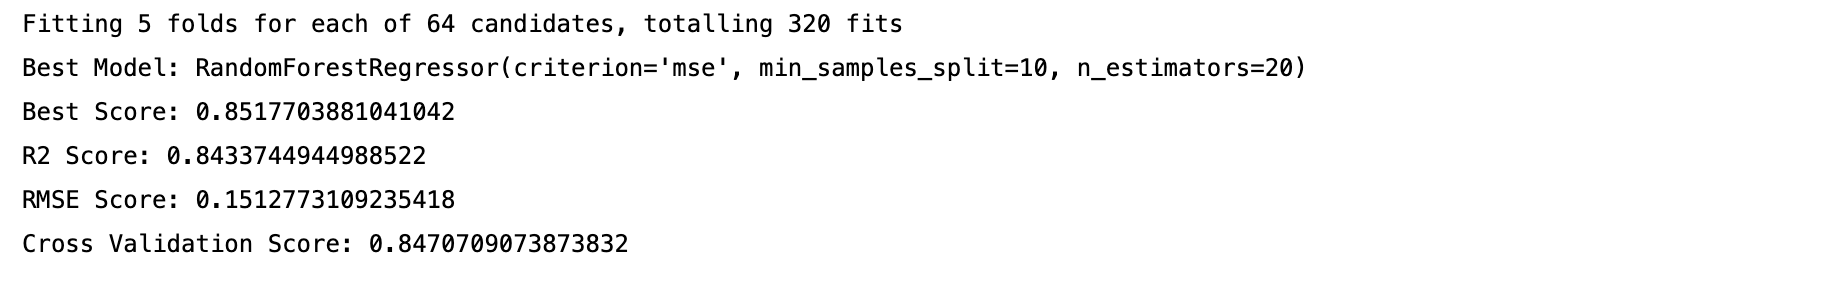 Fitting 5 folds for each of 64 candidates, totalling 320 fits
Best Model: RandomForestRegressor(criterion='mse', min_samples_split=10, n_estimators=20)
Best Score: 0.8517703881041042
R2 Score: 0.8433744944988522
RMSE Score: 0.1512773109235418
Cross Validation Score: 0.8470709073873832